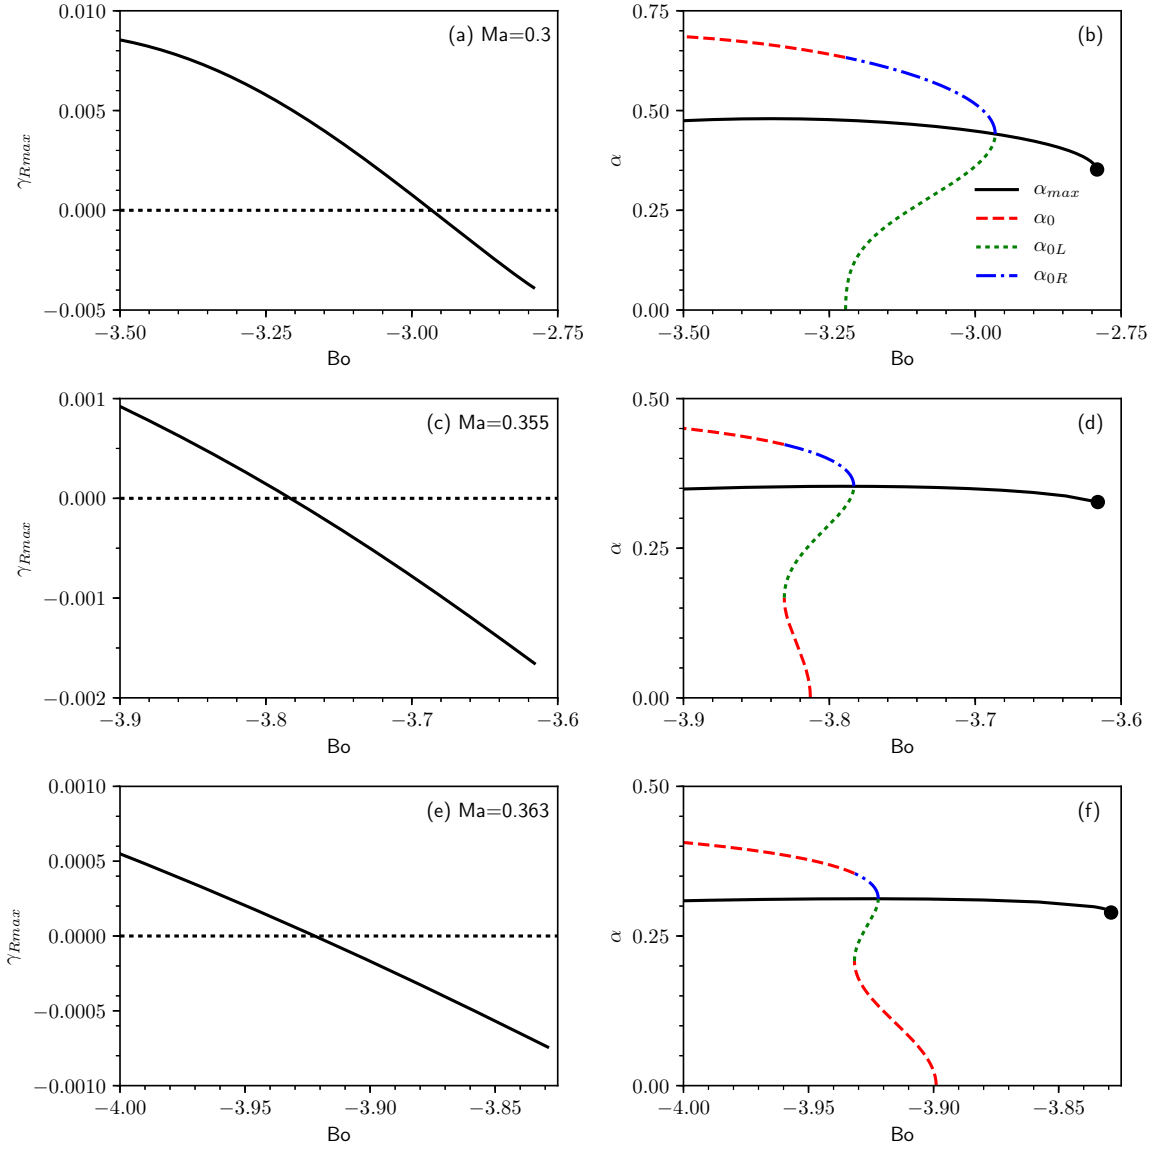 (a) Ma=0.3
0.010
0.005
0.000
−0.005
γRmax
−3.50 −3.25 −3.00 −2.75
Bo
(b)
0.75
0.50
0.25
0.00
α
αmax
α0
α0L
α0R
−3.50 −3.25 −3.00 −2.75
Bo
(c) Ma=0.355
0.001
0.000
−0.001
−0.002
γRmax
−3.9 −3.8 −3.7 −3.6
Bo
(d)
0.50
0.25
0.00
α
−3.9 −3.8 −3.7 −3.6
Bo
(e) Ma=0.363
0.0010
0.0005
0.0000
−0.0005
−0.0010
γRmax
−4.00 −3.95 −3.90 −3.85
Bo
(f)
0.50
0.25
0.00
α
−4.00 −3.95 −3.90 −3.85
Bo